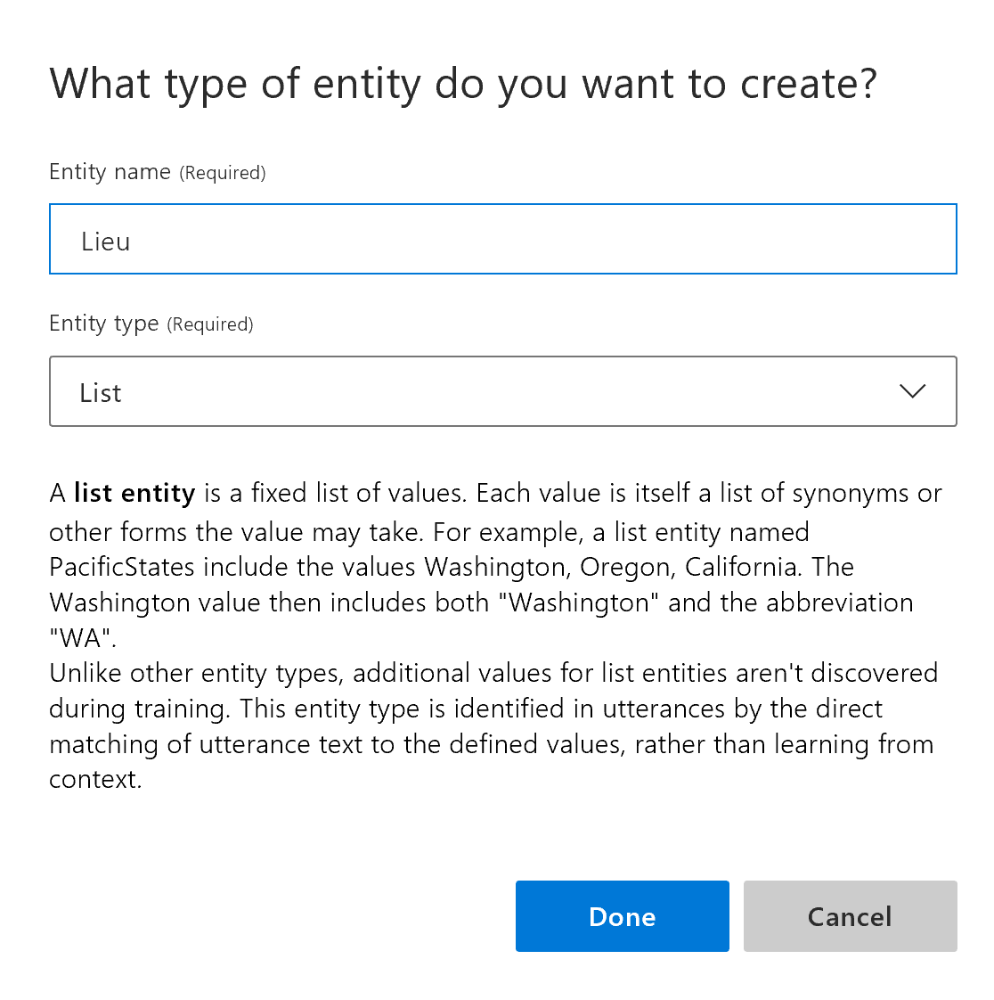 What type of entity do you want to create?
Entity name (Required)
Lieu
Entity type (Required)
List
A list entity is a fixed list of values. Each value is itself a list of synonyms or
other forms the value may take. For example, a list entity named
PacificStates include the values Washington, Oregon, California. The
Washington value then includes both "Washington" and the abbreviation
"WA".
Unlike other entity types, additional values for list entities aren't discovered
during training. This entity type is identified in utterances by the direct
matching of utterance text to the defined values, rather than learning from
context.
Done
Cancel